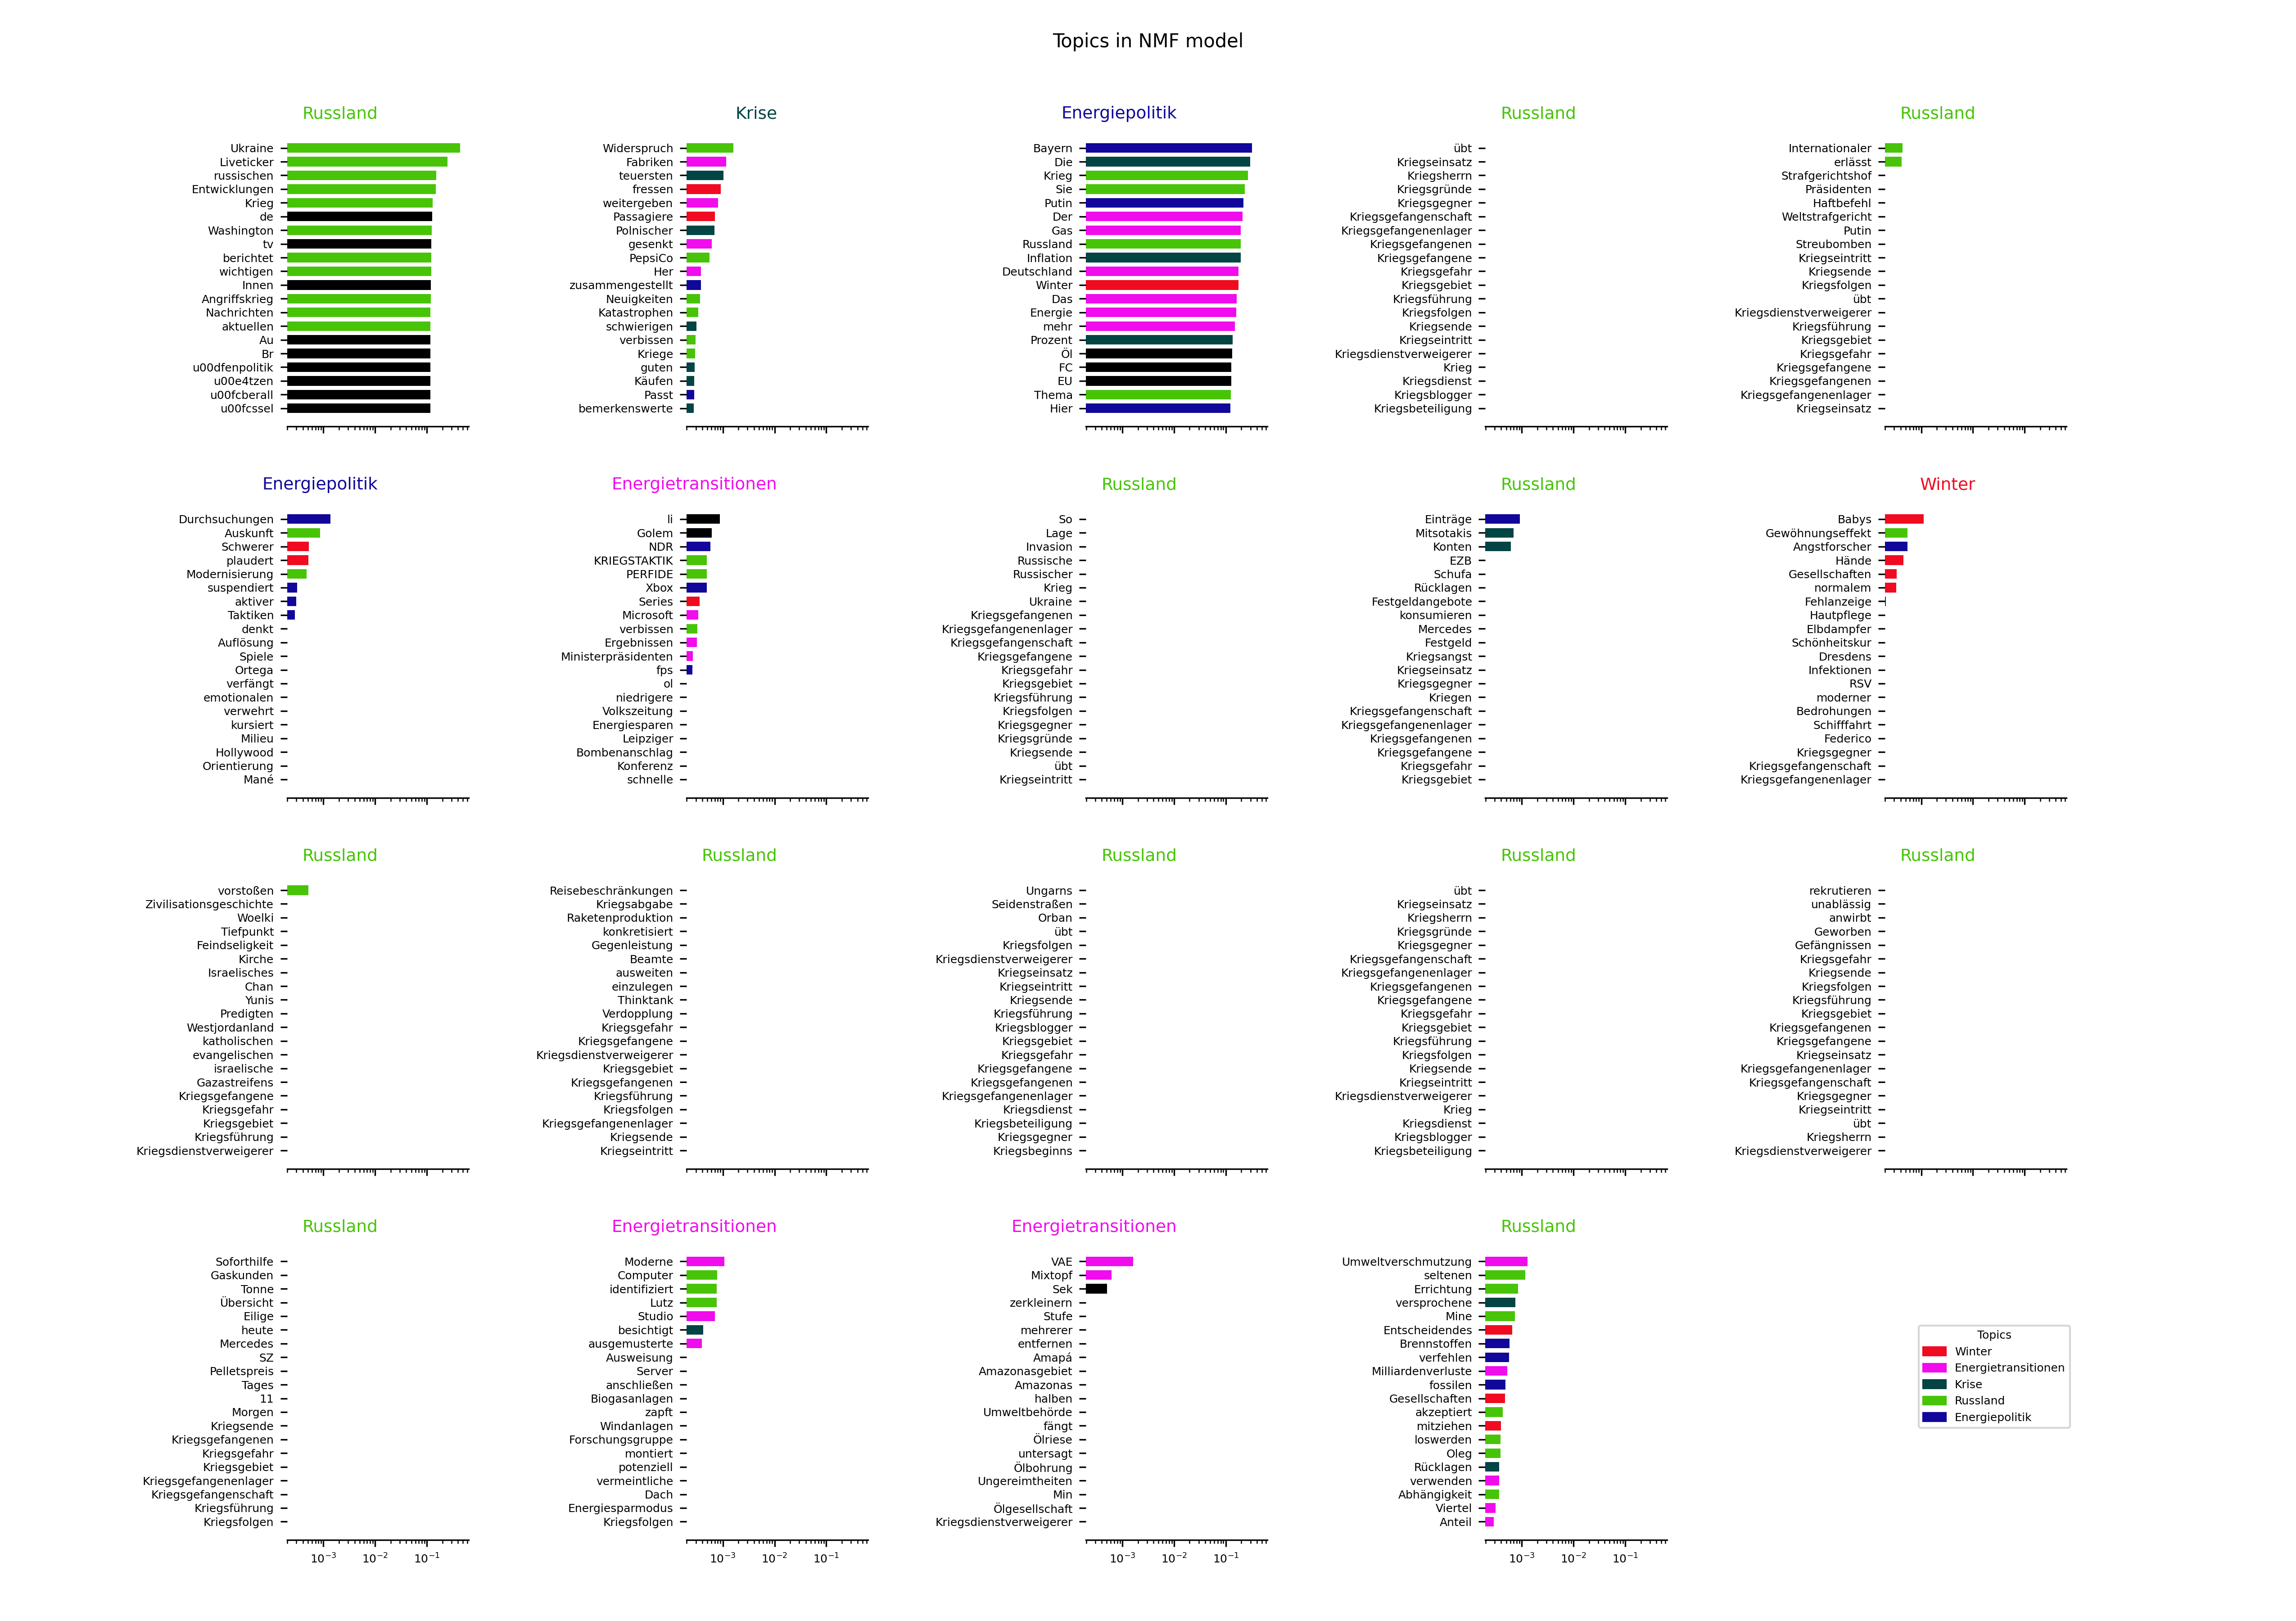 Topics in NMF model
Russland
Ukraine
Liveticker
russischen
Entwicklungen
Krieg
de
Washington
tv
berichtet
wichtigen
Innen
Angriffskrieg
Nachrichten
aktuellen
Au
Br
u00dfenpolitik
u00e4tzen
u00fcberall
u00fcssel
Krise
Widerspruch
Fabriken
teuersten
fressen
weitergeben
Passagiere
Polnischer
gesenkt
PepsiCo
Her
zusammengestellt
Neuigkeiten
Katastrophen
schwierigen
verbissen
Kriege
guten
Käufen
Passt
bemerkenswerte
Energiepolitik
Bayern
Die
Krieg
Sie
Putin
Der
Gas
Russland
Inflation
Deutschland
Winter
Das
Energie
mehr
Prozent
Öl
FC
EU
Thema
Hier
Russland
übt
Kriegseinsatz
Kriegsherrn
Kriegsgründe
Kriegsgegner
Kriegsgefangenschaft
Kriegsgefangenenlager
Kriegsgefangenen
Kriegsgefangene
Kriegsgefahr
Kriegsgebiet
Kriegsführung
Kriegsfolgen
Kriegsende
Kriegseintritt
Kriegsdienstverweigerer
Krieg
Kriegsdienst
Kriegsblogger
Kriegsbeteiligung
Russland
Internationaler
erlässt
Strafgerichtshof
Präsidenten
Haftbefehl
Weltstrafgericht
Putin
Streubomben
Kriegseintritt
Kriegsende
Kriegsfolgen
übt
Kriegsdienstverweigerer
Kriegsführung
Kriegsgebiet
Kriegsgefahr
Kriegsgefangene
Kriegsgefangenen
Kriegsgefangenenlager
Kriegseinsatz
Energiepolitik
Durchsuchungen
Auskunft
Schwerer
plaudert
Modernisierung
suspendiert
aktiver
Taktiken
denkt
Auflösung
Spiele
Ortega
verfängt
emotionalen
verwehrt
kursiert
Milieu
Hollywood
Orientierung
Mané
Energietransitionen
li
Golem
NDR
KRIEGSTAKTIK
PERFIDE
Xbox
Series
Microsoft
verbissen
Ergebnissen
Ministerpräsidenten
fps
ol
niedrigere
Volkszeitung
Energiesparen
Leipziger
Bombenanschlag
Konferenz
schnelle
Russland
So
Lage
Invasion
Russische
Russischer
Krieg
Ukraine
Kriegsgefangenen
Kriegsgefangenenlager
Kriegsgefangenschaft
Kriegsgefangene
Kriegsgefahr
Kriegsgebiet
Kriegsführung
Kriegsfolgen
Kriegsgegner
Kriegsgründe
Kriegsende
übt
Kriegseintritt
Russland
Einträge
Mitsotakis
Konten
EZB
Schufa
Rücklagen
Festgeldangebote
konsumieren
Mercedes
Festgeld
Kriegsangst
Kriegseinsatz
Kriegsgegner
Kriegen
Kriegsgefangenschaft
Kriegsgefangenenlager
Kriegsgefangenen
Kriegsgefangene
Kriegsgefahr
Kriegsgebiet
Winter
Babys
Gewöhnungseffekt
Angstforscher
Hände
Gesellschaften
normalem
Fehlanzeige
Hautpflege
Elbdampfer
Schönheitskur
Dresdens
Infektionen
RSV
moderner
Bedrohungen
Schifffahrt
Federico
Kriegsgegner
Kriegsgefangenschaft
Kriegsgefangenenlager
Russland
vorstoßen
Zivilisationsgeschichte
Woelki
Tiefpunkt
Feindseligkeit
Kirche
Israelisches
Chan
Yunis
Predigten
Westjordanland
katholischen
evangelischen
israelische
Gazastreifens
Kriegsgefangene
Kriegsgefahr
Kriegsgebiet
Kriegsführung
Kriegsdienstverweigerer
Russland
Reisebeschränkungen
Kriegsabgabe
Raketenproduktion
konkretisiert
Gegenleistung
Beamte
ausweiten
einzulegen
Thinktank
Verdopplung
Kriegsgefahr
Kriegsgefangene
Kriegsdienstverweigerer
Kriegsgebiet
Kriegsgefangenen
Kriegsführung
Kriegsfolgen
Kriegsgefangenenlager
Kriegsende
Kriegseintritt
Russland
Ungarns
Seidenstraßen
Orban
übt
Kriegsfolgen
Kriegsdienstverweigerer
Kriegseinsatz
Kriegseintritt
Kriegsende
Kriegsführung
Kriegsblogger
Kriegsgebiet
Kriegsgefahr
Kriegsgefangene
Kriegsgefangenen
Kriegsgefangenenlager
Kriegsdienst
Kriegsbeteiligung
Kriegsgegner
Kriegsbeginns
Russland
übt
Kriegseinsatz
Kriegsherrn
Kriegsgründe
Kriegsgegner
Kriegsgefangenschaft
Kriegsgefangenenlager
Kriegsgefangenen
Kriegsgefangene
Kriegsgefahr
Kriegsgebiet
Kriegsführung
Kriegsfolgen
Kriegsende
Kriegseintritt
Kriegsdienstverweigerer
Krieg
Kriegsdienst
Kriegsblogger
Kriegsbeteiligung
Russland
rekrutieren
unablässig
anwirbt
Geworben
Gefängnissen
Kriegsgefahr
Kriegsende
Kriegsfolgen
Kriegsführung
Kriegsgebiet
Kriegsgefangenen
Kriegsgefangene
Kriegseinsatz
Kriegsgefangenenlager
Kriegsgefangenschaft
Kriegsgegner
Kriegseintritt
übt
Kriegsherrn
Kriegsdienstverweigerer
Russland
Soforthilfe
Gaskunden
Tonne
Übersicht
Eilige
heute
Mercedes
SZ
Pelletspreis
Tages
11
Morgen
Kriegsende
Kriegsgefangenen
Kriegsgefahr
Kriegsgebiet
Kriegsgefangenenlager
Kriegsgefangenschaft
Kriegsführung
Kriegsfolgen
10⁻³ 10⁻² 10⁻¹
Energietransitionen
Moderne
Computer
identifiziert
Lutz
Studio
besichtigt
ausgemusterte
Ausweisung
Server
anschließen
Biogasanlagen
zapft
Windanlagen
Forschungsgruppe
montiert
potenziell
vermeintliche
Dach
Energiesparmodus
Kriegsfolgen
10⁻³ 10⁻² 10⁻¹
Energietransitionen
VAE
Mixtopf
Sek
zerkleinern
Stufe
mehrerer
entfernen
Amapá
Amazonasgebiet
Amazonas
halben
Umweltbehörde
fängt
Ölriese
untersagt
Ölbohrung
Ungereimtheiten
Min
Ölgesellschaft
Kriegsdienstverweigerer
10⁻³ 10⁻² 10⁻¹
Russland
Umweltverschmutzung
seltenen
Errichtung
versprochene
Mine
Entscheidendes
Brennstoffen
verfehlen
Milliardenverluste
fossilen
Gesellschaften
akzeptiert
mitziehen
loswerden
Oleg
Rücklagen
verwenden
Abhängigkeit
Viertel
Anteil
10⁻³ 10⁻² 10⁻¹
Topics
Winter
Energietransitionen
Krise
Russland
Energiepolitik